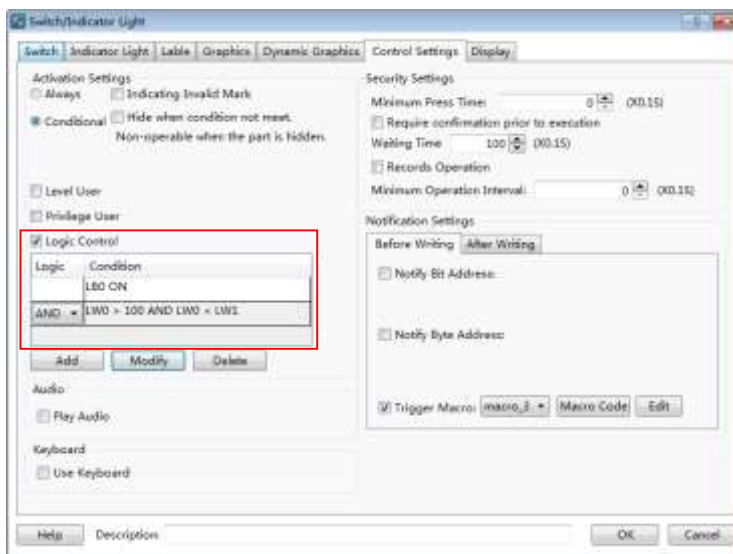 Switch/Indicator Light
Switch Indicator Light Lable Graphics Dynamic Graphics Control Settings Display
Activation Settings
Always Indicating Invalid Mark
Conditional Hide when condition not meet.
Non-operable when the part is hidden.
Level User
Privilege User
Logic Control
Logic Condition
LB0 ON
AND LW0 > 100 AND LW0 < LW1
Add Modify Delete
Audio
Play Audio
Keyboard
Use Keyboard
Security Settings
Minimum Press Time: 0 (X0.1S)
Require confirmation prior to execution
Waiting Time 100 (X0.1S)
Records Operation
Minimum Operation Interval: 0 (X0.1S)
Notification Settings
Before Writing After Writing
Notify Bit Address:
Notify Byte Address:
Trigger Macro: macro_3 Macro Code Edit
Help Description OK Cancel